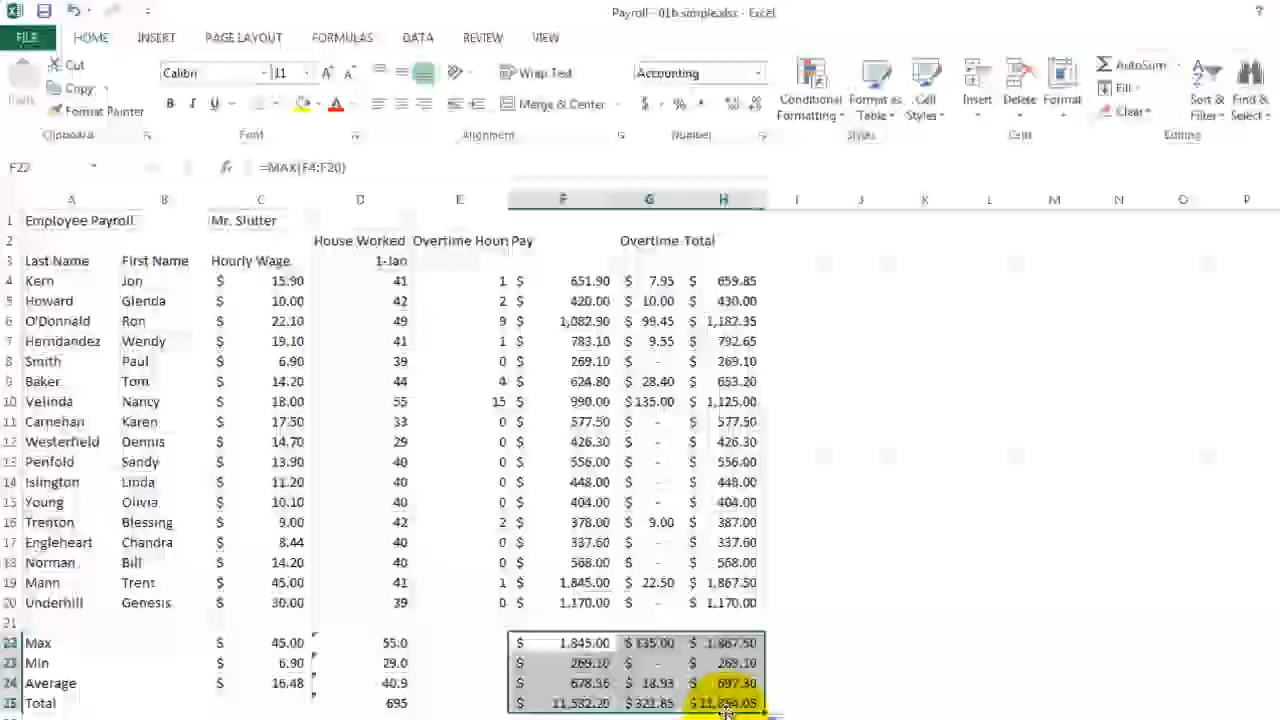 Payroll - 01b simple.xlsx - Excel
?
FILE HOME INSERT PAGE LAYOUT FORMULAS DATA REVIEW VIEW
Cut
Copy
Format Painter
Paste
Calibri 11
B I U
Wrap Text
Merge & Center
Accounting
$ % ,
Conditional Formatting
Format as Table
Cell Styles
Insert Delete Format
AutoSum
Fill
Clear
Sort & Filter
Find & Select
Clipboard Font Alignment Number Styles Cells Editing
F22 fx =MAX(F4:F20)
A B C D E F G H I J K L M N O P
1 Employee Payroll Mr. Slutter
2 House Worked Overtime Hour Pay Overtime Total
3 Last Name First Name Hourly Wage 1-Jan
4 Kern Jon $ 15.90 41 1 $ 651.90 $ 7.95 $ 659.85
5 Howard Glenda $ 10.00 42 2 $ 420.00 $ 10.00 $ 430.00
6 O'Donnald Ron $ 22.10 49 9 $ 1,082.90 $ 99.45 $ 1,182.35
7 Herndandez Wendy $ 19.10 41 1 $ 783.10 $ 9.55 $ 792.65
8 Smith Paul $ 6.90 39 0 $ 269.10 $ - $ 269.10
9 Baker Tom $ 14.20 44 4 $ 624.80 $ 28.40 $ 653.20
10 Velinda Nancy $ 18.00 55 15 $ 990.00 $ 135.00 $ 1,125.00
11 Carnehan Karen $ 17.50 33 0 $ 577.50 $ - $ 577.50
12 Westerfield Dennis $ 14.70 29 0 $ 426.30 $ - $ 426.30
13 Penfold Sandy $ 13.90 40 0 $ 556.00 $ - $ 556.00
14 Islington Linda $ 11.20 40 0 $ 448.00 $ - $ 448.00
15 Young Olivia $ 10.10 40 0 $ 404.00 $ - $ 404.00
16 Trenton Blessing $ 9.00 42 2 $ 378.00 $ 9.00 $ 387.00
17 Engleheart Chandra $ 8.44 40 0 $ 337.60 $ - $ 337.60
18 Norman Bill $ 14.20 40 0 $ 568.00 $ - $ 568.00
19 Mann Trent $ 45.00 41 1 $ 1,845.00 $ 22.50 $ 1,867.50
20 Underhill Genesis $ 30.00 39 0 $ 1,170.00 $ - $ 1,170.00
21
22 Max $ 45.00 55.0 $ 1,845.00 $ 135.00 $ 1,867.50
23 Min $ 6.90 29.0 $ 269.10 $ - $ 269.10
24 Average $ 16.48 40.9 $ 678.36 $ 18.93 $ 697.30
25 Total 695 $ 11,532.20 $ 321.85 $ 11,854.05